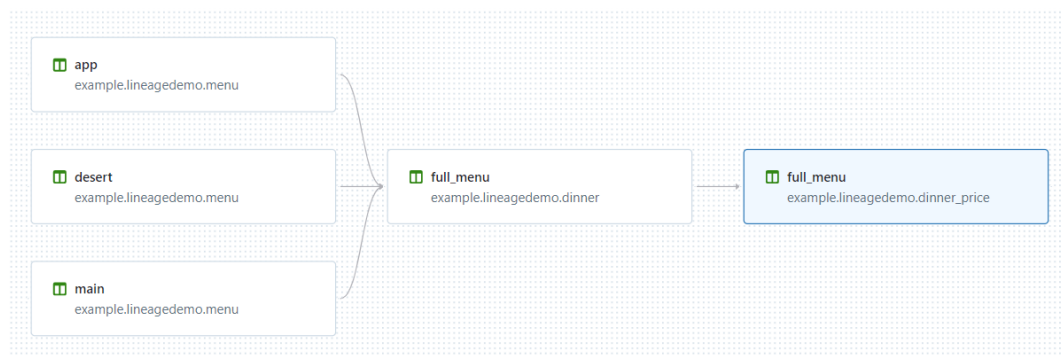 app
example.lineagedemo.menu
desert
example.lineagedemo.menu
main
example.lineagedemo.menu
full_menu
example.lineagedemo.dinner
full_menu
example.lineagedemo.dinner_price